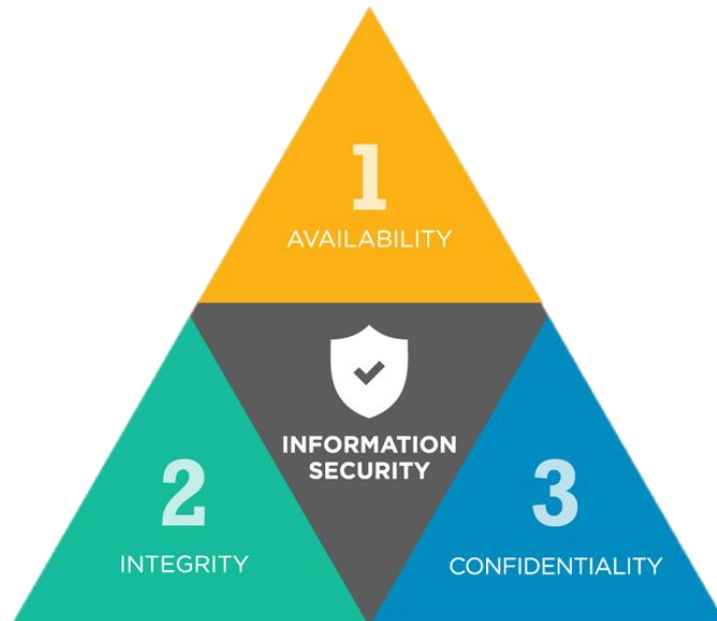 1
AVAILABILITY
INFORMATION
SECURITY
2
INTEGRITY
3
CONFIDENTIALITY